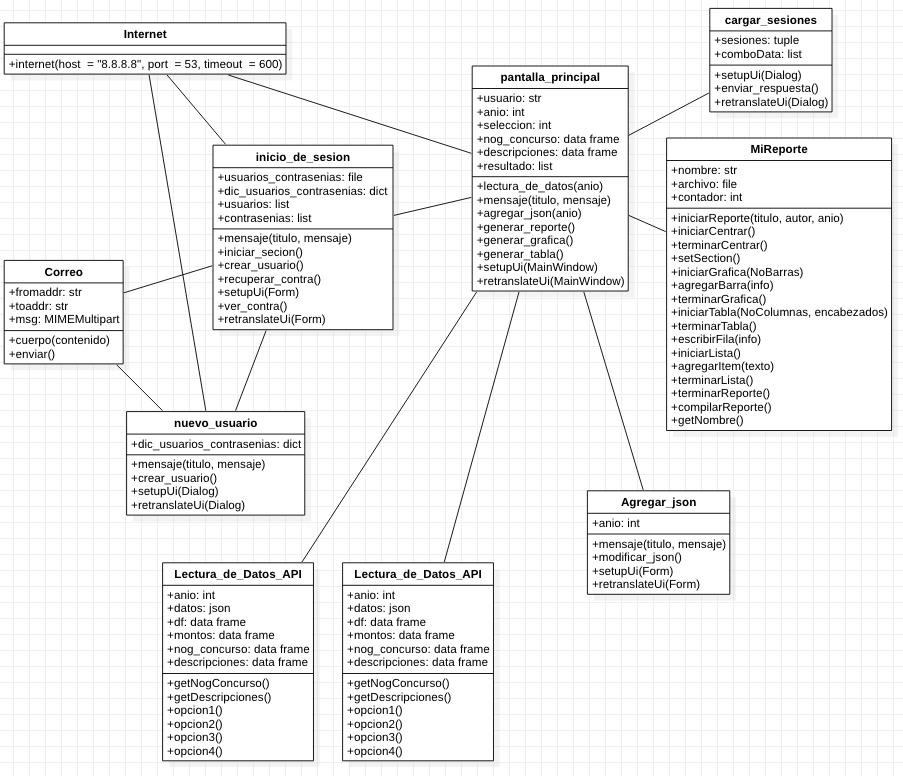 Internet
+internet(host  = "8.8.8.8", port  = 53, timeout  = 600)
cargar_sesiones
+sesiones: tuple
+comboData: list
+setupUi(Dialog)
+enviar_respuesta()
+retranslateUi(Dialog)
pantalla_principal
+usuario: str
+anio: int
+seleccion: int
+nog_concurso: data frame
+descripciones: data frame
+resultado: list
+lectura_de_datos(anio)
+mensaje(titulo, mensaje)
+agregar_json(anio)
+generar_reporte()
+generar_grafica()
+generar_tabla()
+setupUi(MainWindow)
+retranslateUi(MainWindow)
MiReporte
+nombre: str
+archivo: file
+contador: int
+iniciarReporte(titulo, autor, anio)
+iniciarCentrar()
+terminarCentrar()
+setSection()
+iniciarGrafica(NoBarras)
+agregarBarra(info)
+terminarGrafica()
+iniciarTabla(NoColumnas, encabezados)
+terminarTabla()
+escribirFila(info)
+iniciarLista()
+agregarItem(texto)
+terminarLista()
+terminarReporte()
+compilarReporte()
+getNombre()
inicio_de_sesion
+usuarios_contrasenias: file
+dic_usuarios_contrasenias: dict
+usuarios: list
+contrasenias: list
+mensaje(titulo, mensaje)
+iniciar_secion()
+crear_usuario()
+recuperar_contra()
+setupUi(Form)
+ver_contra()
+retranslateUi(Form)
Correo
+fromaddr: str
+toaddr: str
+msg: MIMEMultipart
+cuerpo(contenido)
+enviar()
nuevo_usuario
+dic_usuarios_contrasenias: dict
+mensaje(titulo, mensaje)
+crear_usuario()
+setupUi(Dialog)
+retranslateUi(Dialog)
Agregar_json
+anio: int
+mensaje(titulo, mensaje)
+modificar_json()
+setupUi(Form)
+retranslateUi(Form)
Lectura_de_Datos_API
+anio: int
+datos: json
+df: data frame
+montos: data frame
+nog_concurso: data frame
+descripciones: data frame
+getNogConcurso()
+getDescripciones()
+opcion1()
+opcion2()
+opcion3()
+opcion4()
Lectura_de_Datos_API
+anio: int
+datos: json
+df: data frame
+montos: data frame
+nog_concurso: data frame
+descripciones: data frame
+getNogConcurso()
+getDescripciones()
+opcion1()
+opcion2()
+opcion3()
+opcion4()